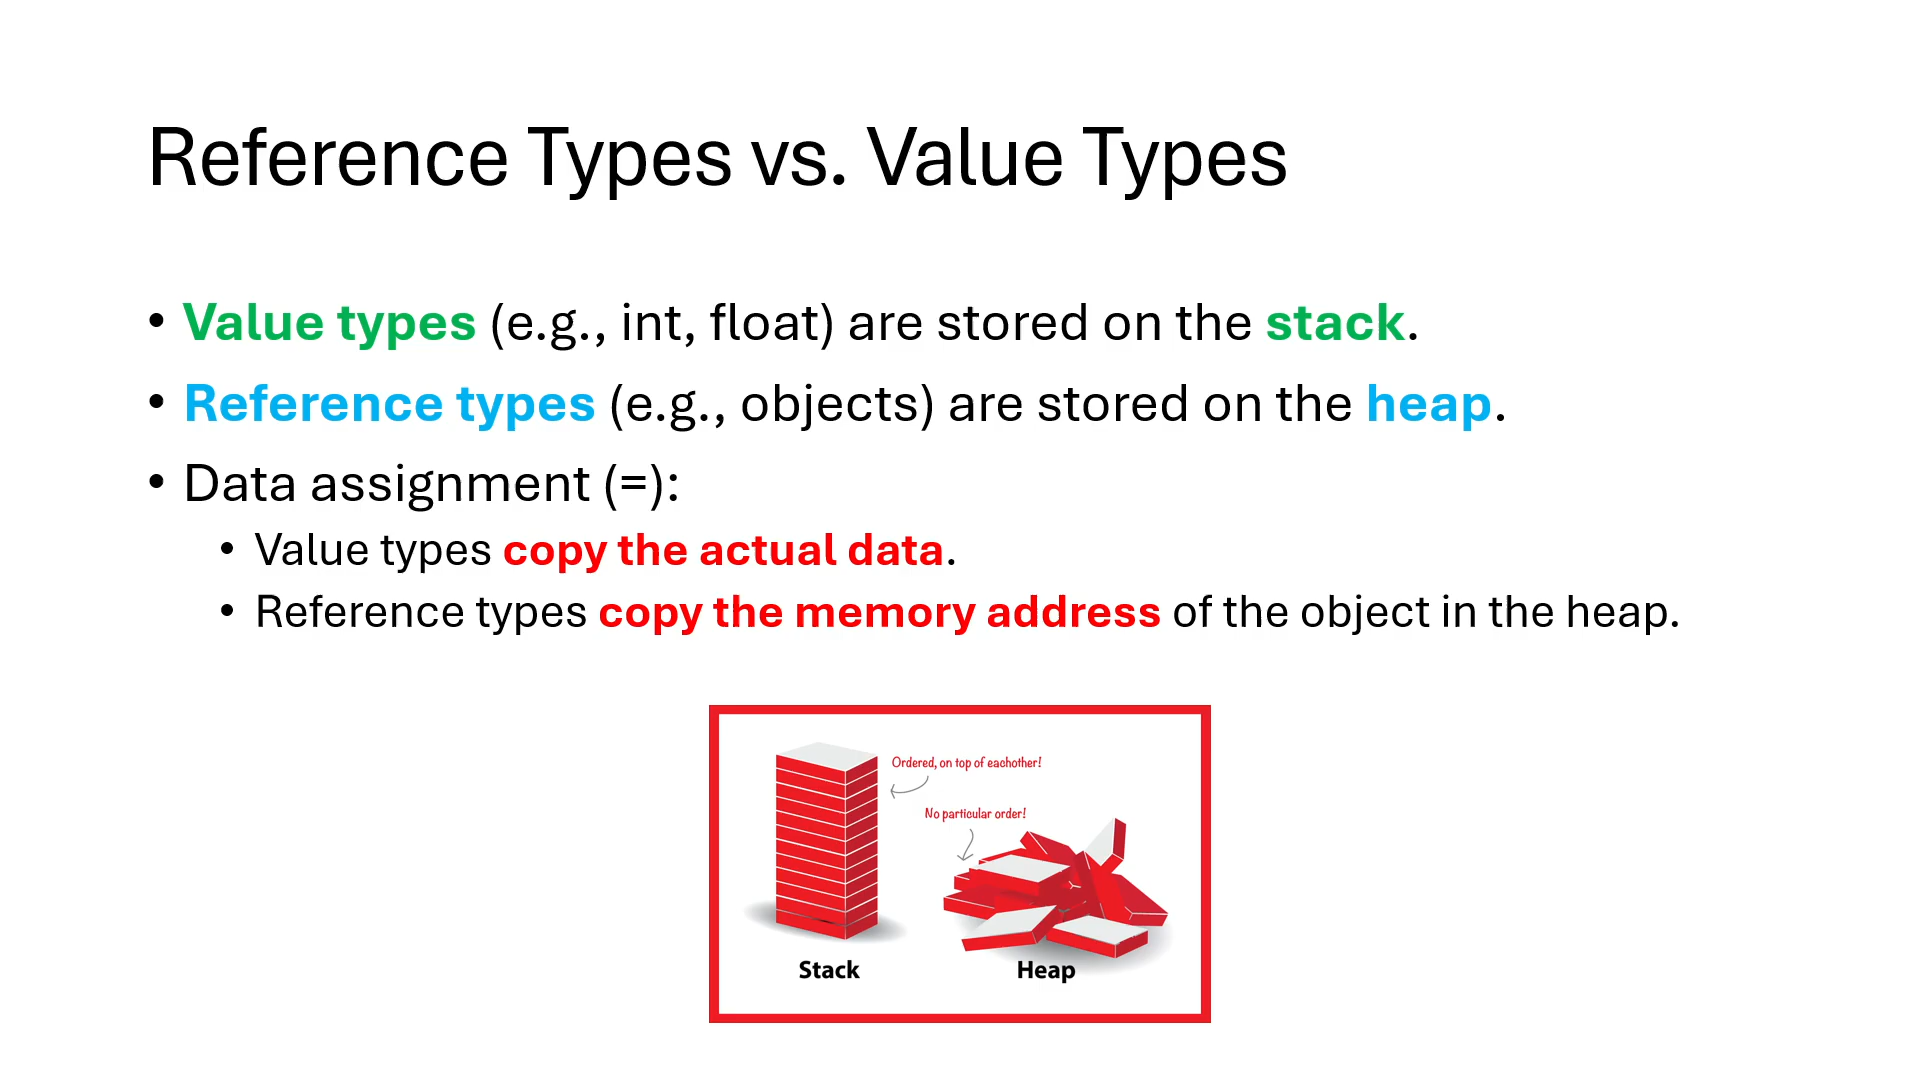 Reference Types vs. Value Types
• Value types (e.g., int, float) are stored on the stack.
• Reference types (e.g., objects) are stored on the heap.
• Data assignment (=):
• Value types copy the actual data.
• Reference types copy the memory address of the object in the heap.
Ordered, on top of eachother!
No particular order!
Stack
Heap